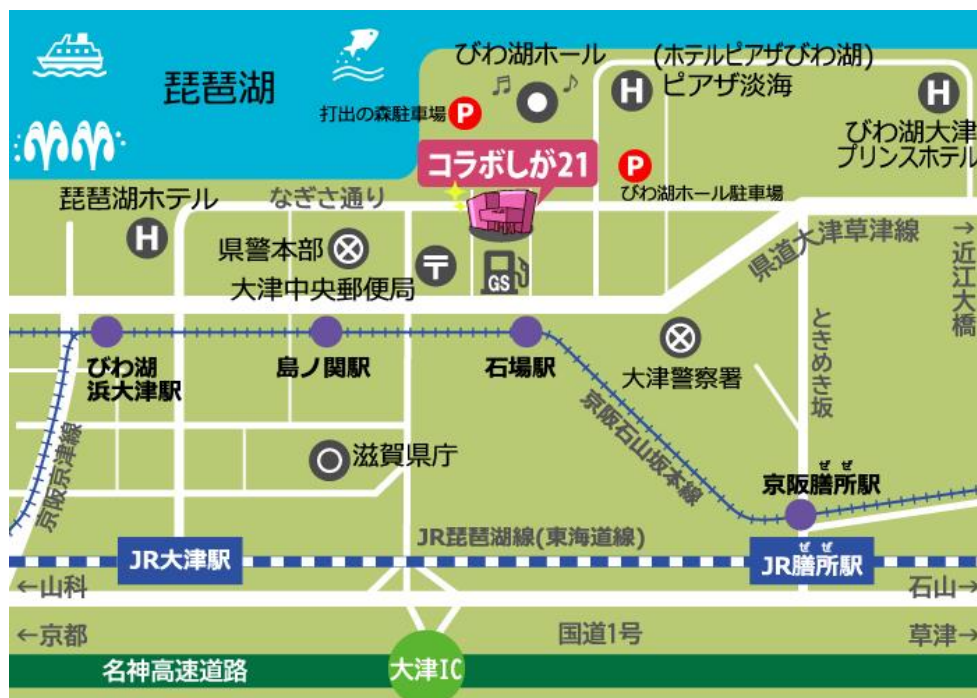 びわ湖ホール
(ホテルピアザびわ湖)
ピアザ淡海
琵琶湖
打出の森駐車場
P
H
H
びわ湖大津
プリンスホテル
コラボしが21
P
びわ湖ホール駐車場
琵琶湖ホテル
なぎさ通り
H
県警本部
大津中央郵便局
〒
GS
県道大津草津線
→近江大橋
びわ湖
浜大津駅
島ノ関駅
石場駅
大津警察署
ときめき坂
京阪京津線
滋賀県庁
京阪石山坂本線
ぜぜ
京阪膳所駅
JR琵琶湖線(東海道線)
JR大津駅
ぜぜ
JR膳所駅
←山科
石山→
←京都
国道1号
草津→
名神高速道路
大津IC